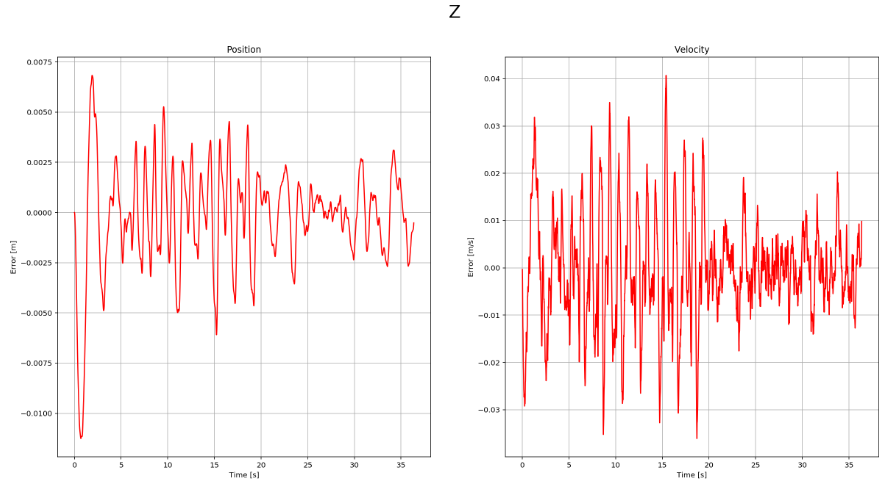 Z
Position
Velocity
0.0075
0.0050
0.0025
0.0000
−0.0025
−0.0050
−0.0075
−0.0100
Error [m]
0 5 10 15 20 25 30 35
Time [s]
0.04
0.03
0.02
0.01
0.00
−0.01
−0.02
−0.03
Error [m/s]
0 5 10 15 20 25 30 35
Time [s]